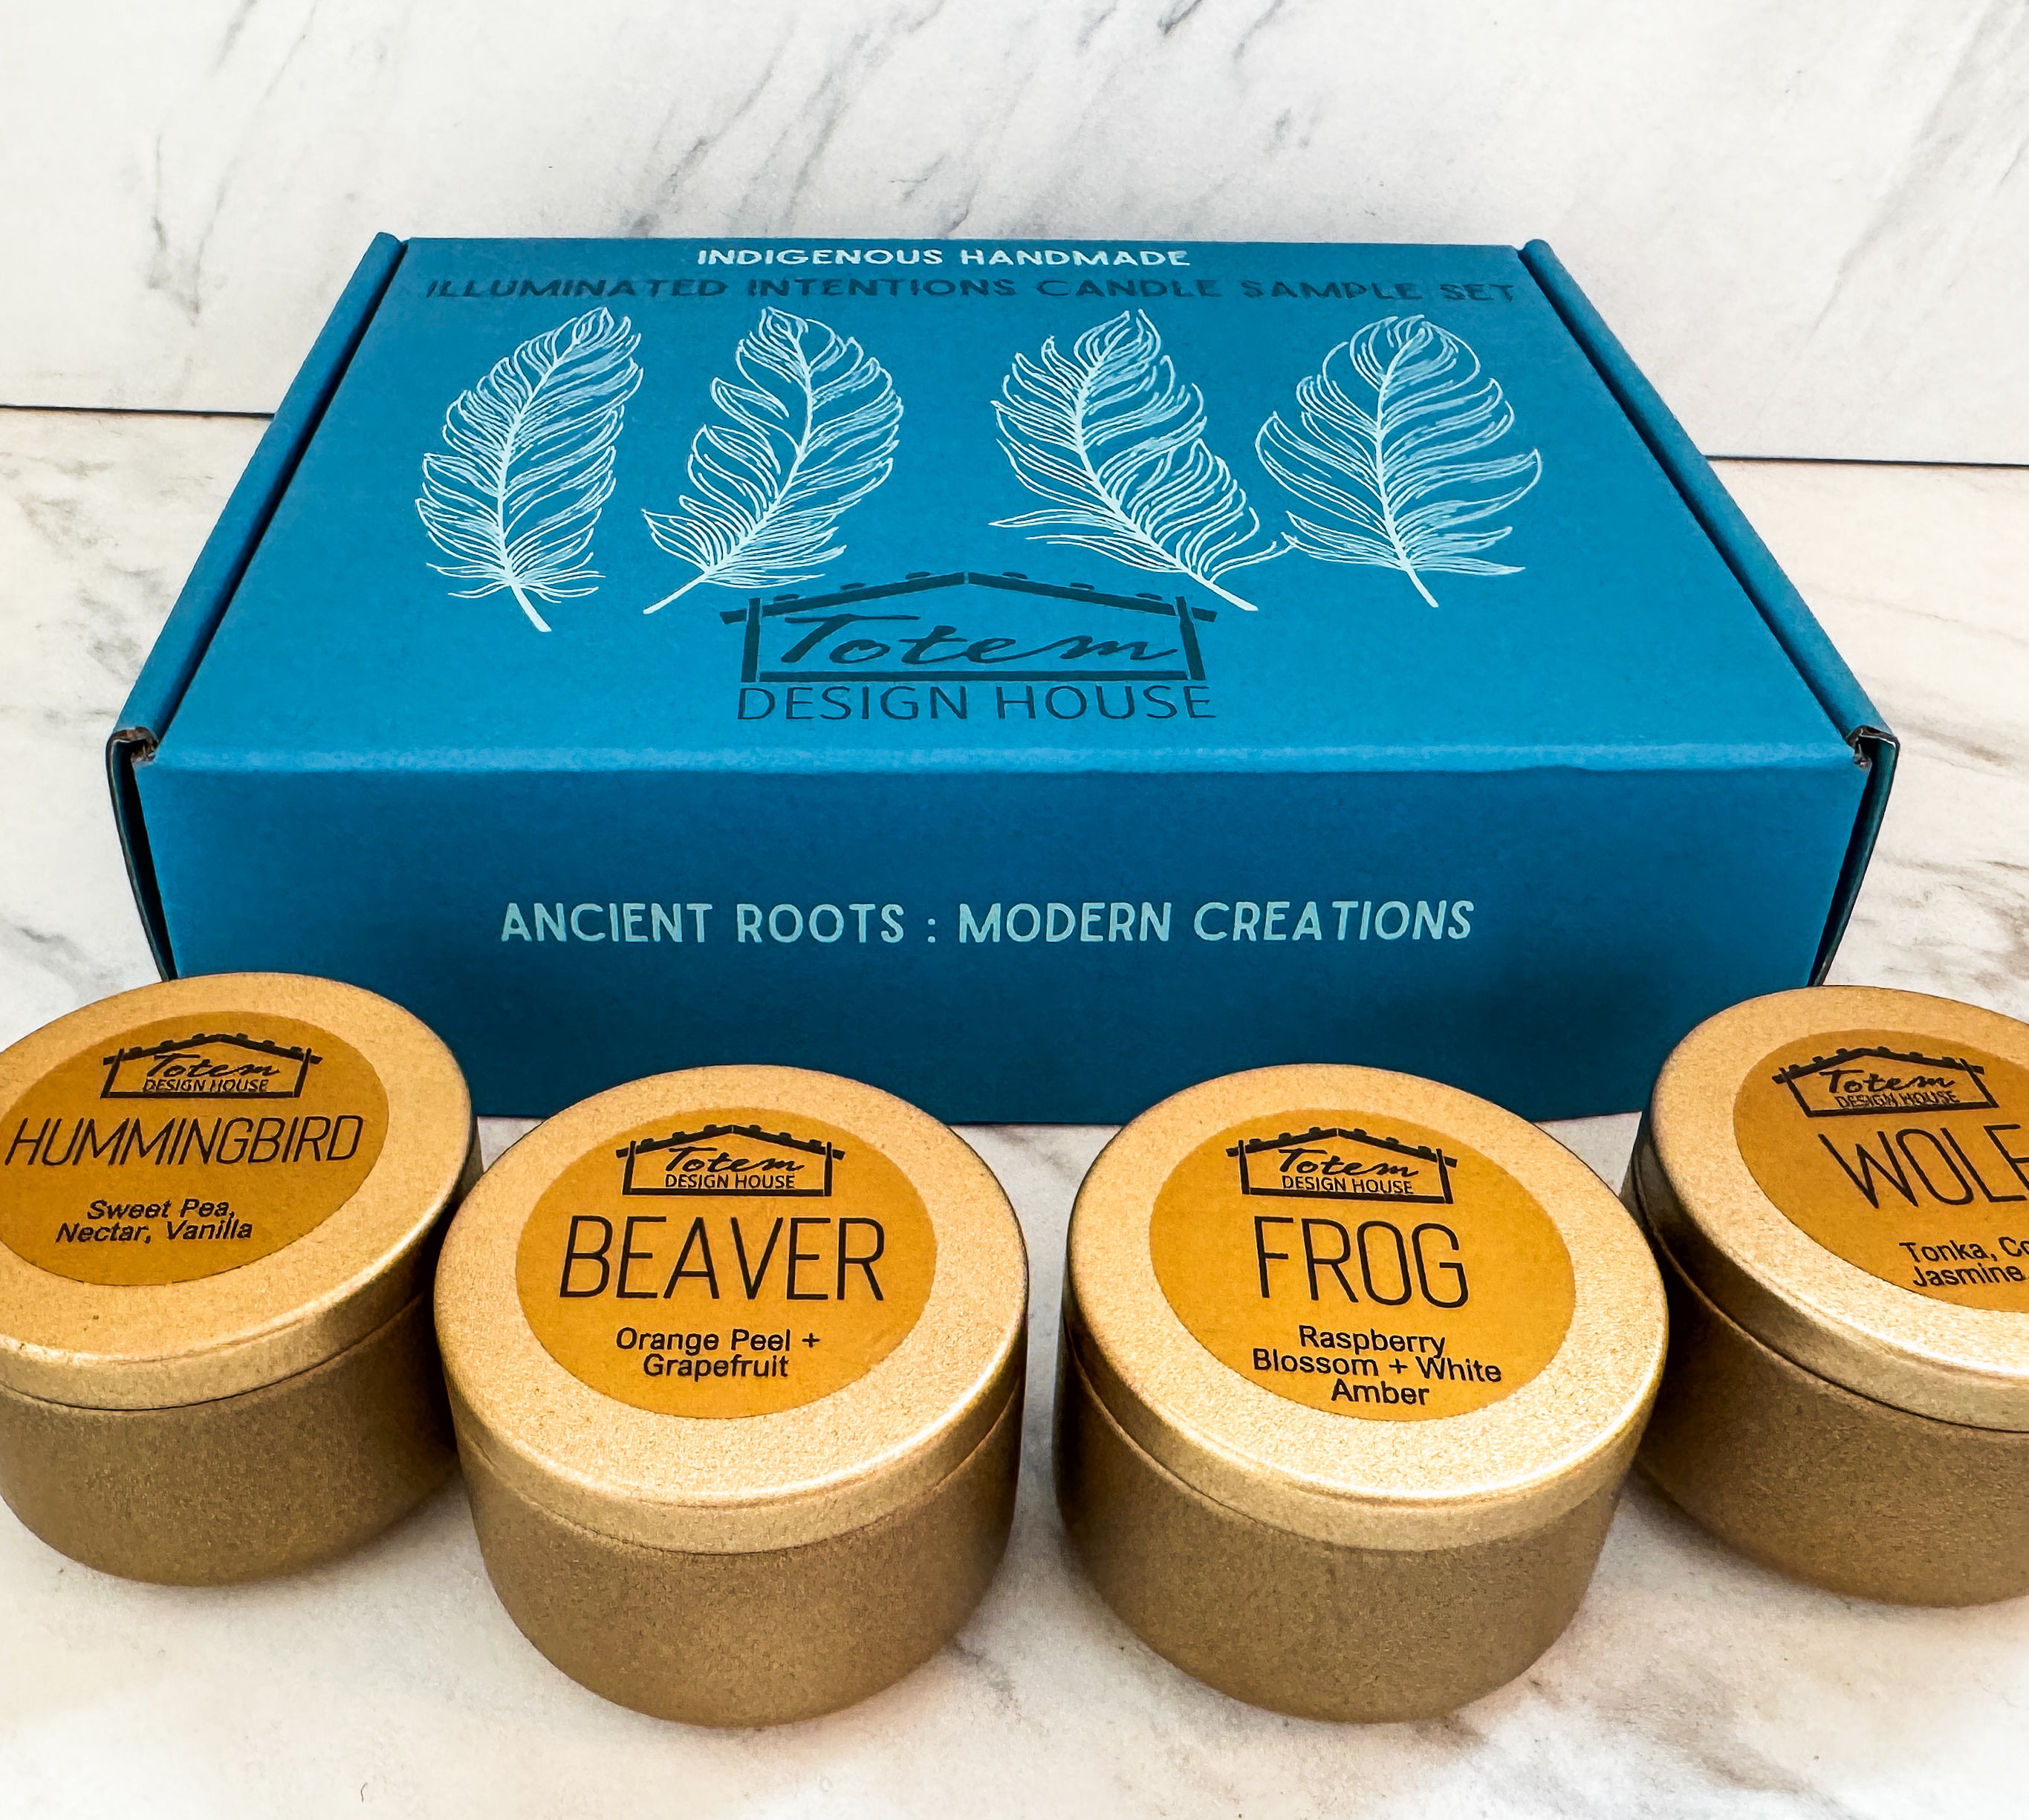 INDIGENOUS HANDMADE
ILLUMINATED INTENTIONS CANDLE SAMPLE SET
Totem
DESIGN HOUSE
ANCIENT ROOTS : MODERN CREATIONS
Totem
DESIGN HOUSE
HUMMINGBIRD
Sweet Pea,
Nectar, Vanilla
Totem
DESIGN HOUSE
BEAVER
Orange Peel +
Grapefruit
Totem
DESIGN HOUSE
FROG
Raspberry
Blossom + White
Amber
Totem
DESIGN HOUSE
WOLF
Tonka,
Jasmine